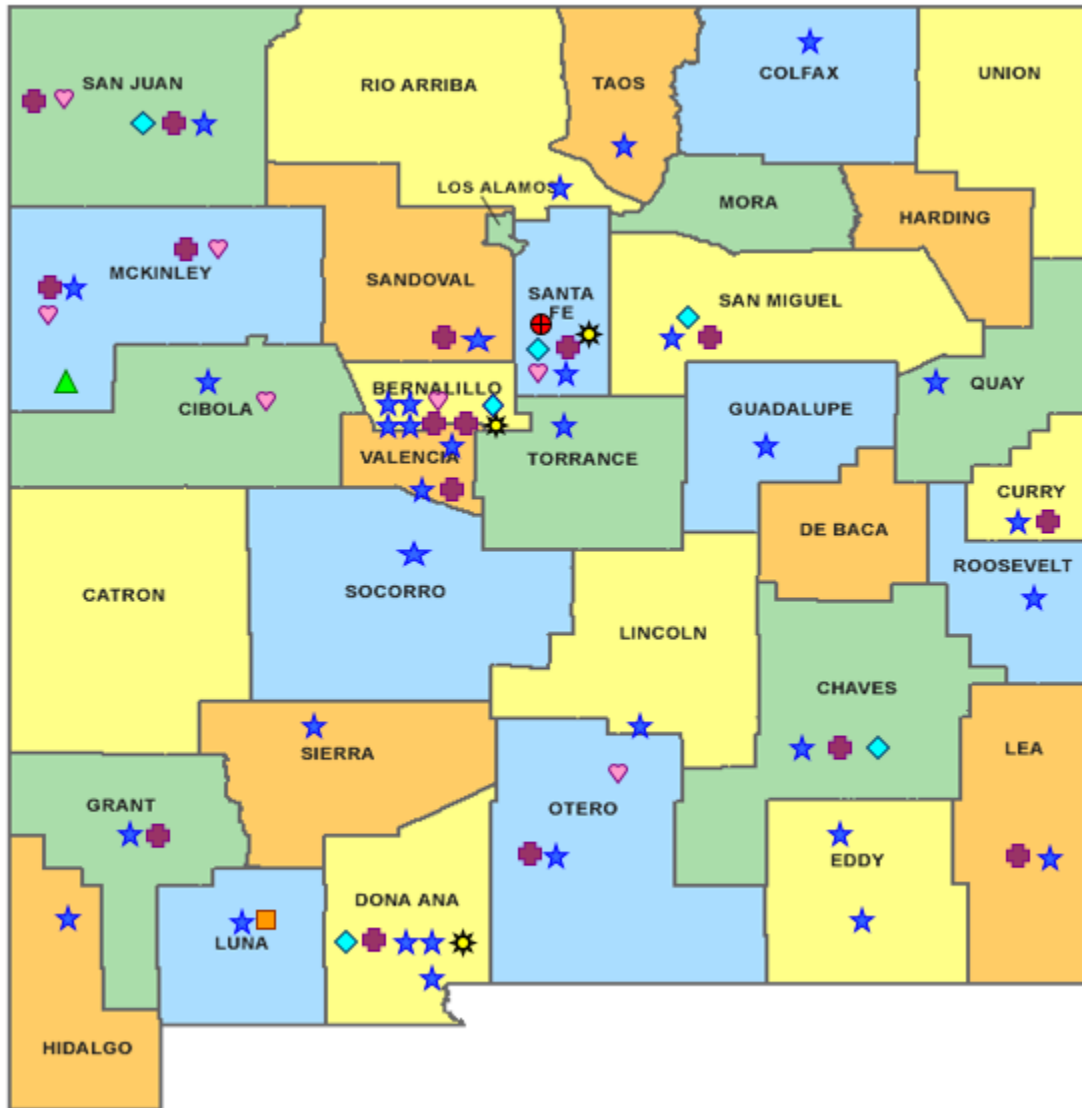 SAN JUAN
RIO ARRIBA
TAOS
COLFAX
UNION
LOS ALAMOS
MORA
HARDING
MCKINLEY
SANDOVAL
SANTA
FE
SAN MIGUEL
CIBOLA
BERNALILLO
GUADALUPE
QUAY
VALENCIA
TORRANCE
CURRY
DE BACA
ROOSEVELT
CATRON
SOCORRO
LINCOLN
CHAVES
SIERRA
LEA
GRANT
OTERO
EDDY
DONA ANA
LUNA
HIDALGO